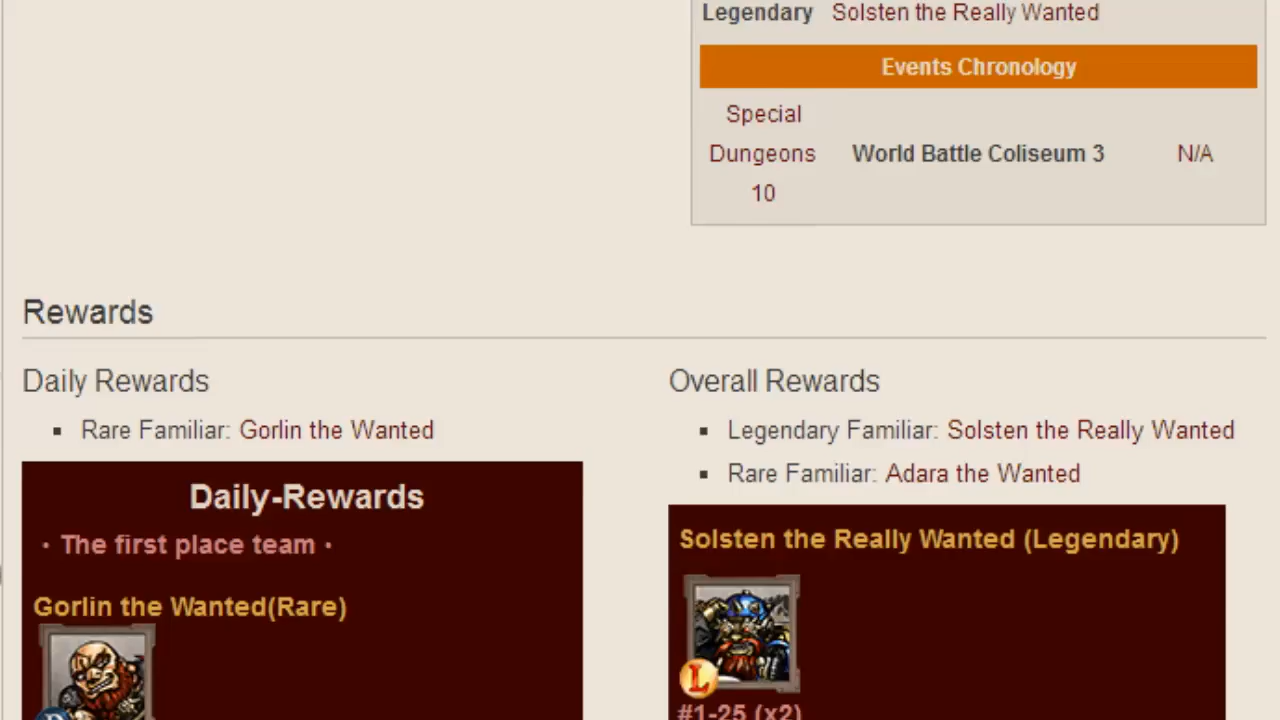 Legendary Solsten the Really Wanted
Events Chronology
Special
Dungeons World Battle Coliseum 3 N/A
10
Rewards
Daily Rewards
▪ Rare Familiar: Gorlin the Wanted
Daily-Rewards
· The first place team ·
Gorlin the Wanted(Rare)
Overall Rewards
▪ Legendary Familiar: Solsten the Really Wanted
▪ Rare Familiar: Adara the Wanted
Solsten the Really Wanted (Legendary)
L
#1-25 (x2)